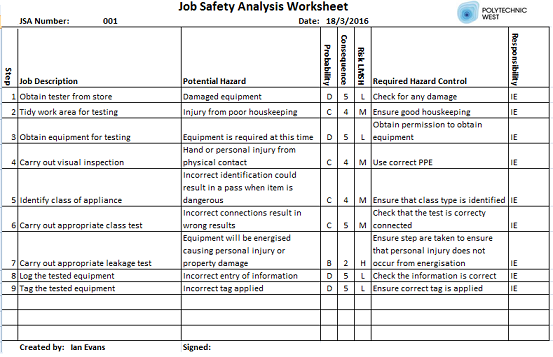 Job Safety Analysis Worksheet
POLYTECHNIC
WEST
JSA Number: 001 Date: 18/3/2016
Step Job Description Potential Hazard Probability Consequence Risk LMSH Required Hazard Control Responsibility
1 Obtain tester from store Damaged equipment D 5 L Check for any damage IE
2 Tidy work area for testing Injury from poor houskeeping C 4 M Ensure good houskeeping IE
Obtain permission to obtain
3 Obtain equipment for testing Equipment is required at this time D 5 L equipment IE
Hand or personal injury from
4 Carry out visual inspection physical contact C 4 M Use correct PPE IE
Incorrect identification could
result in a pass when item is
5 Identify class of appliance dangerous C 4 M Ensure that class type is identified IE
Incorrect connections result in Check that the test is correcty
6 Carry out appropriate class test wrong results C 5 M connected IE
Equipment will be energised Ensure step are taken to ensure
causing personal injury or that personal injury does not
7 Carry out appropriate leakage test property damage B 2 H occur from energisation IE
8 Log the tested equipment Incorrect entry of information D 5 L Check the information is correct IE
9 Tag the tested equipment Incorrect tag applied D 5 L Ensure correct tag is applied IE
Created by: Ian Evans Signed: